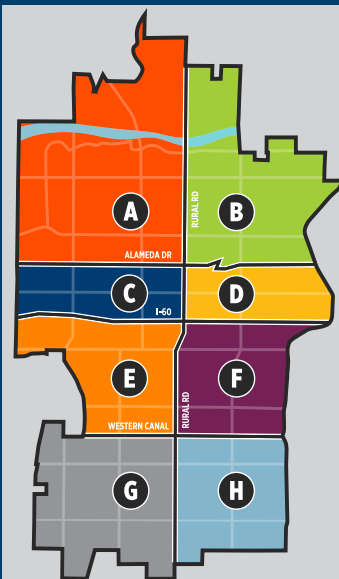 A
B
RURAL RD
ALAMEDA DR
C
D
I-60
E
F
RURAL RD
WESTERN CANAL
G
H